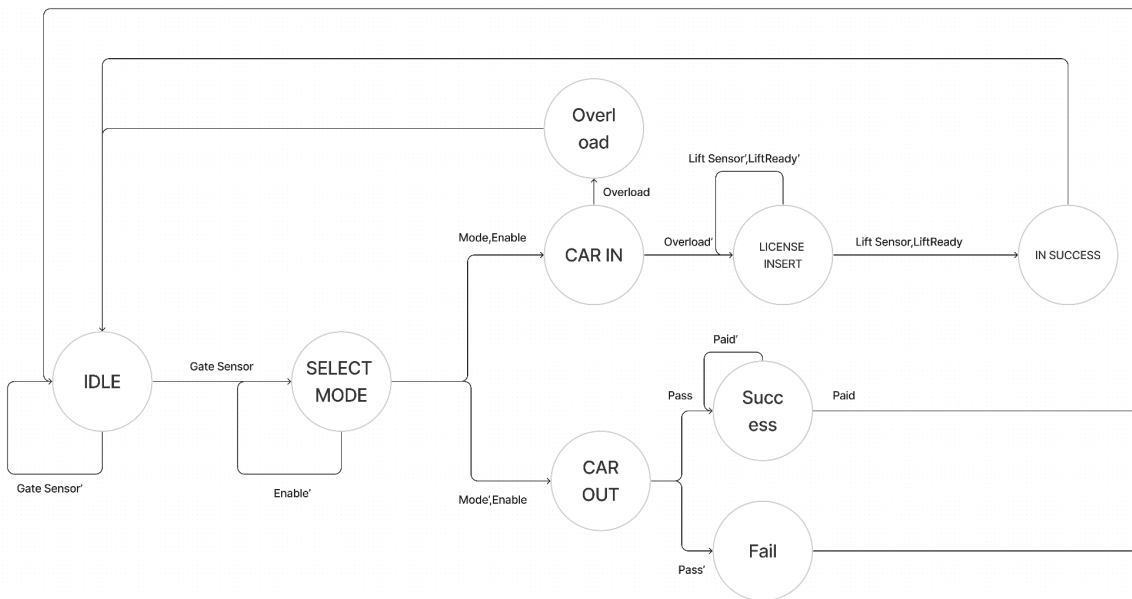 Overl
oad
Lift Sensor’,LiftReady’
Overload
Mode,Enable
CAR IN
Overload’
LICENSE
INSERT
Lift Sensor,LiftReady
IN SUCCESS
Paid’
Gate Sensor
SELECT
MODE
IDLE
Pass
Succ
ess
Paid
CAR
OUT
Gate Sensor’
Enable’
Mode’,Enable
Fail
Pass’